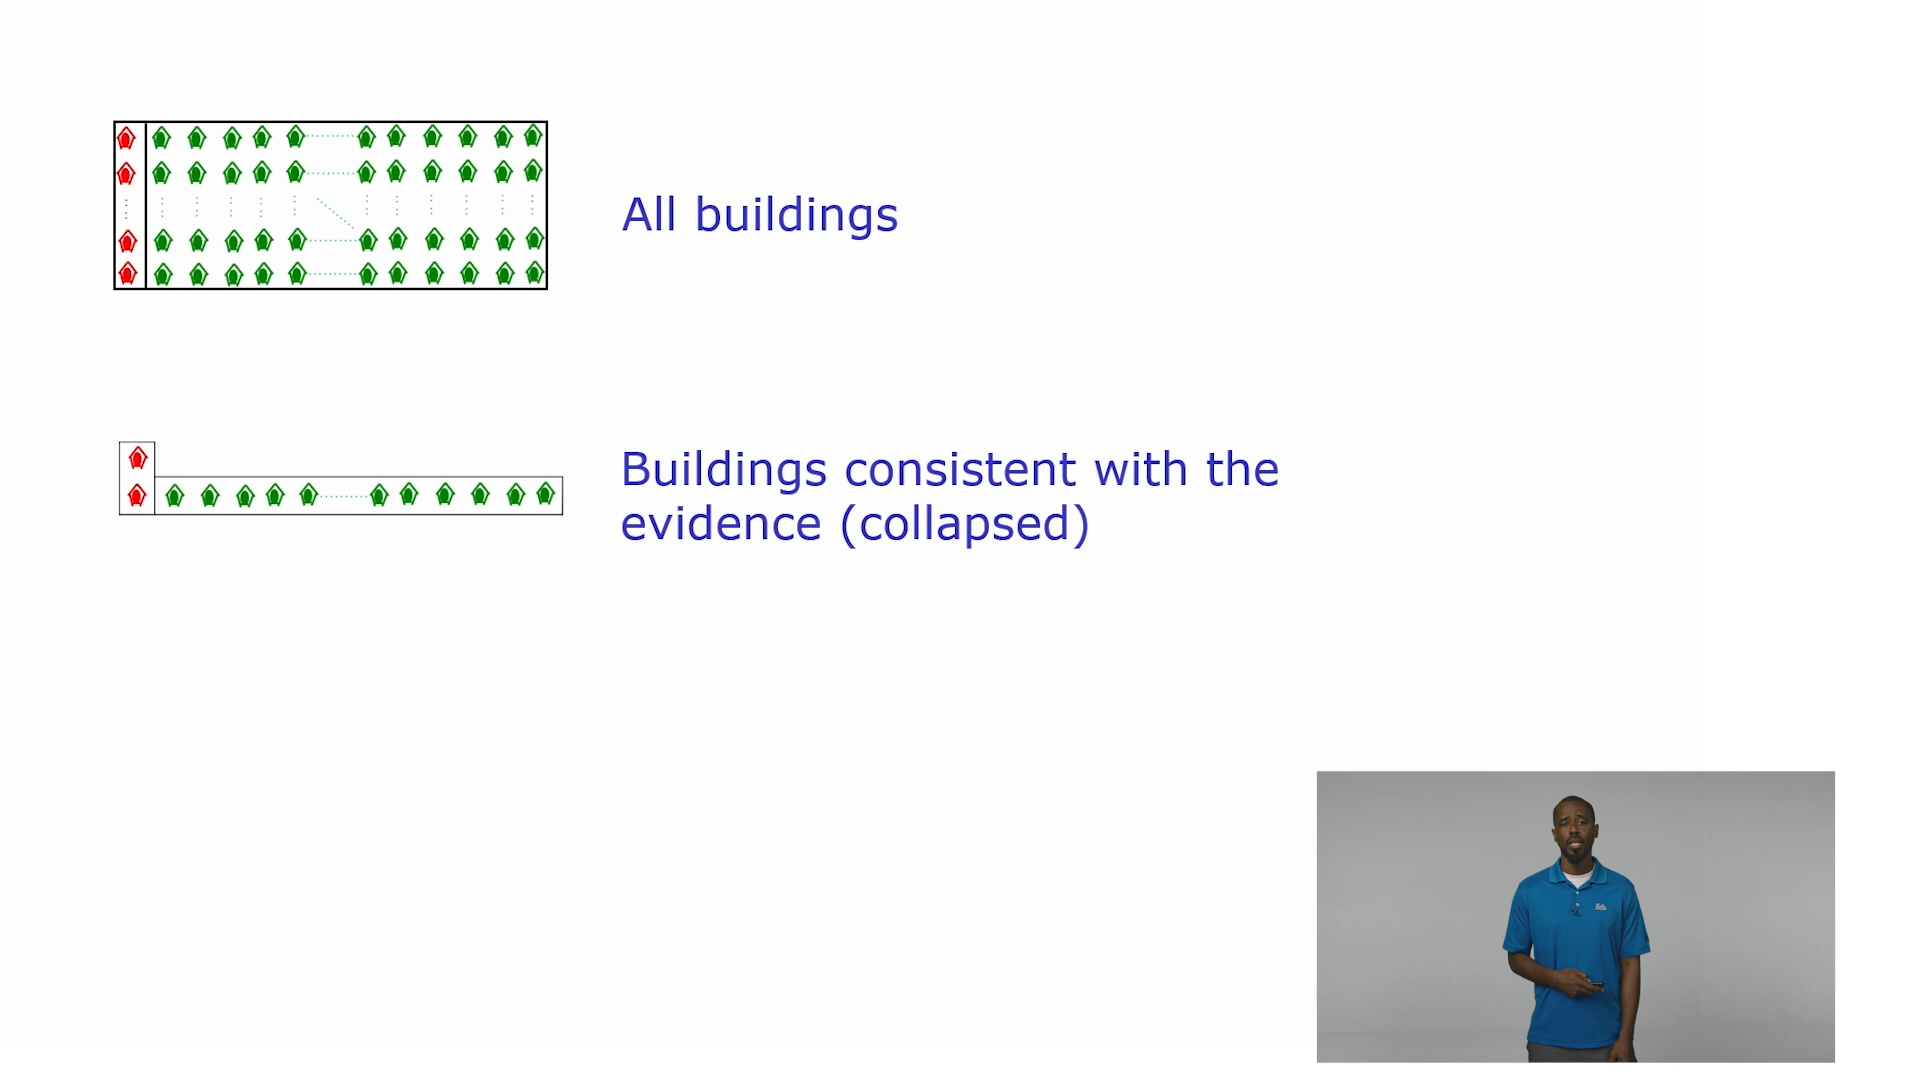 All buildings
Buildings consistent with the
evidence (collapsed)